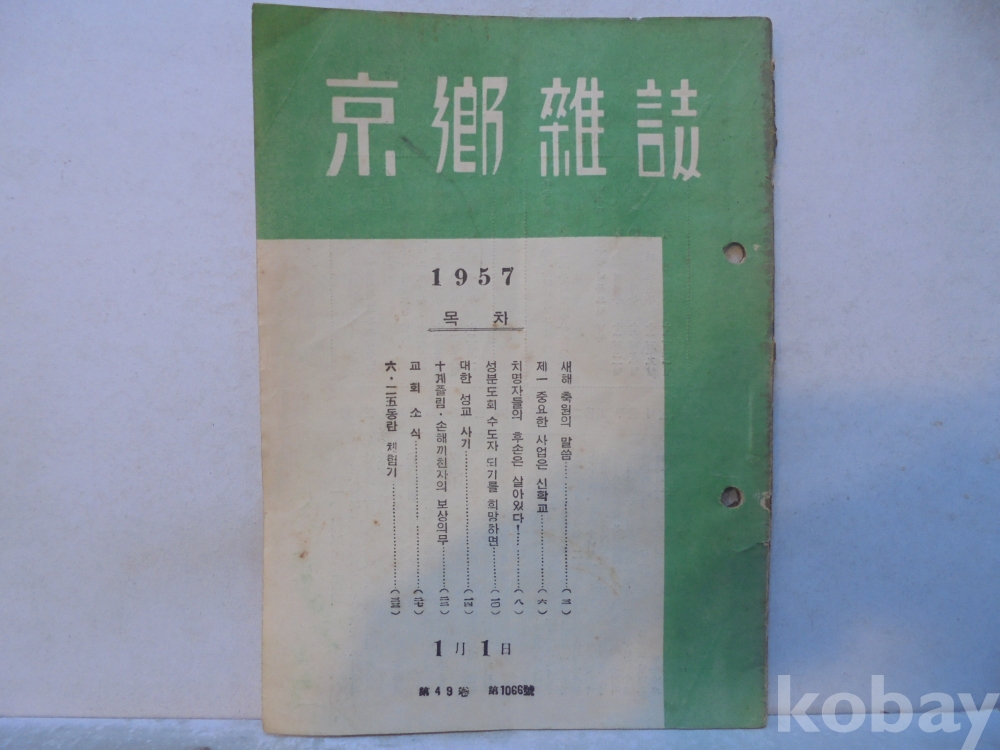 京鄕雜誌
1957
목 차
새해 축원의 말씀
제一 중요한 사업은 신학교 (六)
치명자들의 후손은 살아있다! (八)
성분도회 수도자 되기를 희망하면 (一〇)
대한 성교 사기
十계풀림・손해끼친자의 보상의무
교회 소식
六・二五동란 체험기
1月1日
第49卷 第1066號
kobay